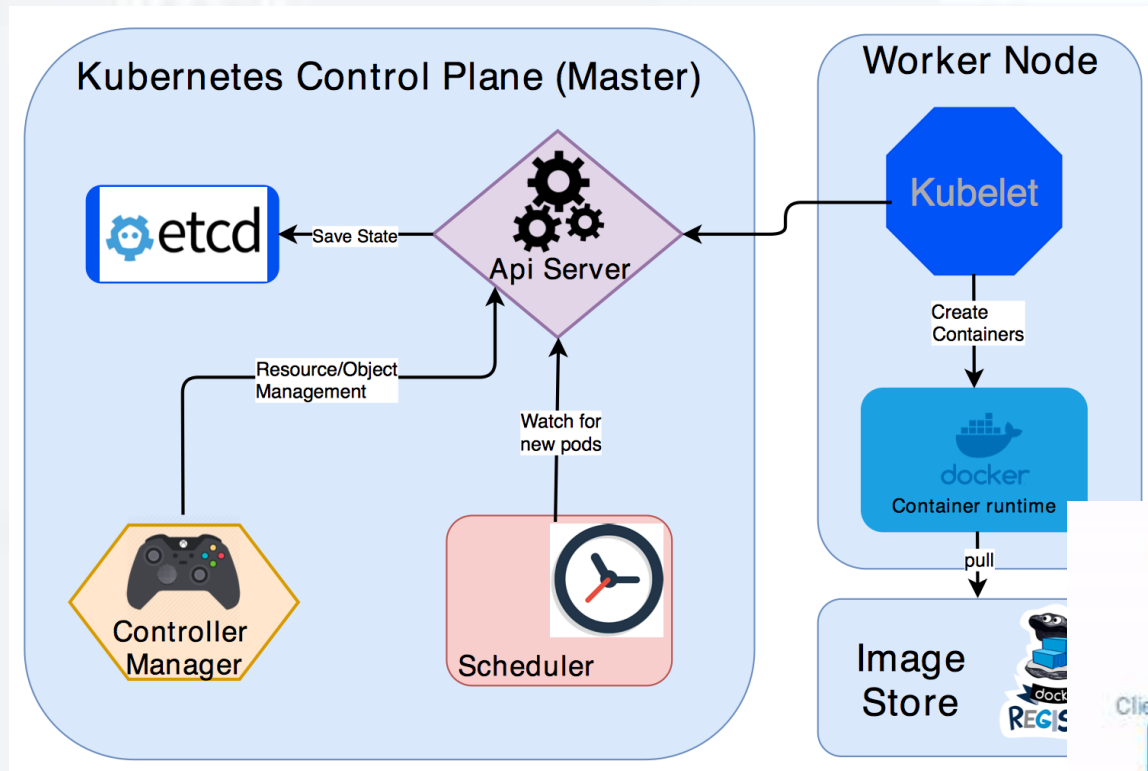 Kubernetes Control Plane (Master)
etcd
Save State
Api Server
Resource/Object
Management
Watch for
new pods
Controller
Manager
Scheduler
Worker Node
Kubelet
Create
Containers
docker
Container runtime
pull
Image
Store